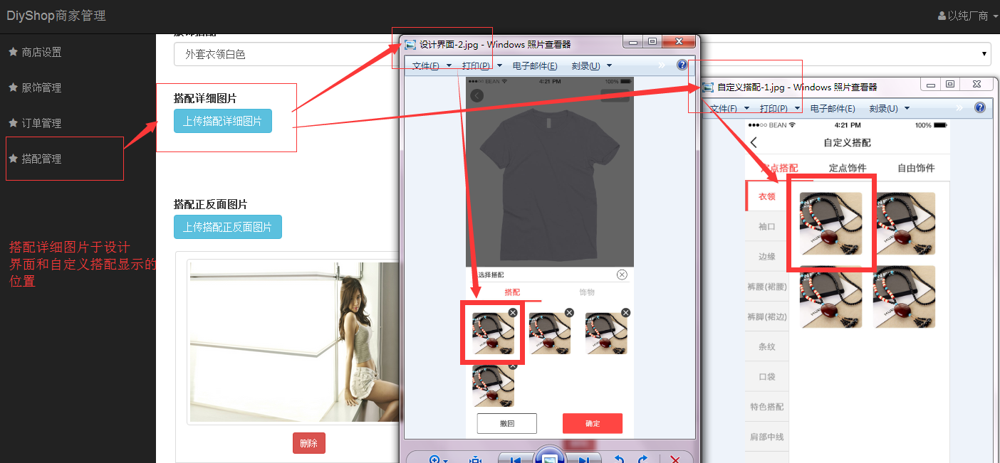 DiyShop商家管理
以纯厂商
商店设置
服饰管理
订单管理
搭配管理
搭配详细图片于设计
界面和自定义搭配显示的
位置
服饰搭配
外套衣领白色
搭配详细图片
上传搭配详细图片
搭配正反面图片
上传搭配正反面图片
删除
设计界面-2.jpg - Windows 照片查看器
文件(F) 打印(P) 电子邮件(E) 刻录(U)
BEAN 4:21 PM 100%
选择搭配
搭配 饰物
撤回 确定
自定义搭配-1.jpg - Windows 照片查看器
文件(F) 打印(P) 电子邮件(E) 刻录(U)
BEAN 4:21 PM 100%
自定义搭配
定点搭配 定点饰件 自由饰件
衣领
袖口
边缘
裤腰(裙腰)
裤脚(裙边)
条纹
口袋
特色搭配
肩部中线